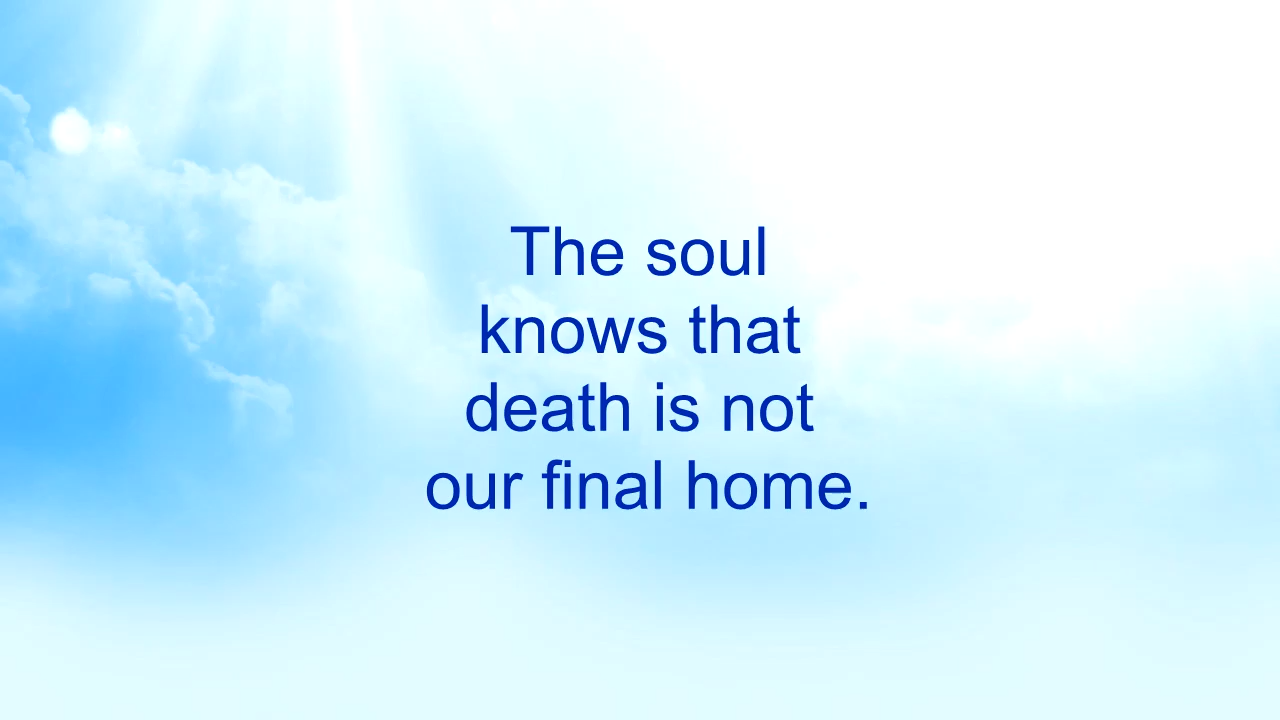 The soul
knows that
death is not
our final home.